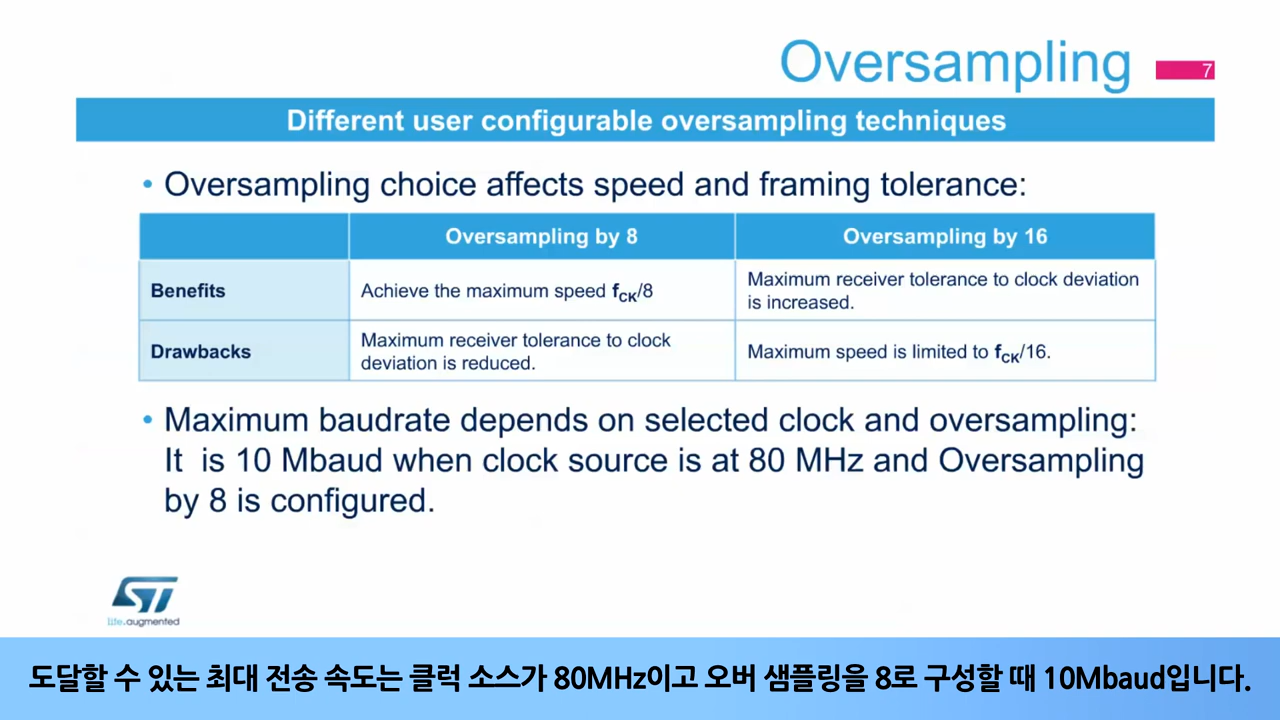 Oversampling
7
Different user configurable oversampling techniques
• Oversampling choice affects speed and framing tolerance:
Oversampling by 8 Oversampling by 16
Benefits
Achieve the maximum speed fCK/8
Maximum receiver tolerance to clock deviation
is increased.
Drawbacks
Maximum receiver tolerance to clock
deviation is reduced.
Maximum speed is limited to fCK/16.
• Maximum baudrate depends on selected clock and oversampling:
It is 10 Mbaud when clock source is at 80 MHz and Oversampling
by 8 is configured.
ST
life.augmented
도달할 수 있는 최대 전송 속도는 클럭 소스가 80MHz이고 오버 샘플링을 8로 구성할 때 10Mbaud입니다.